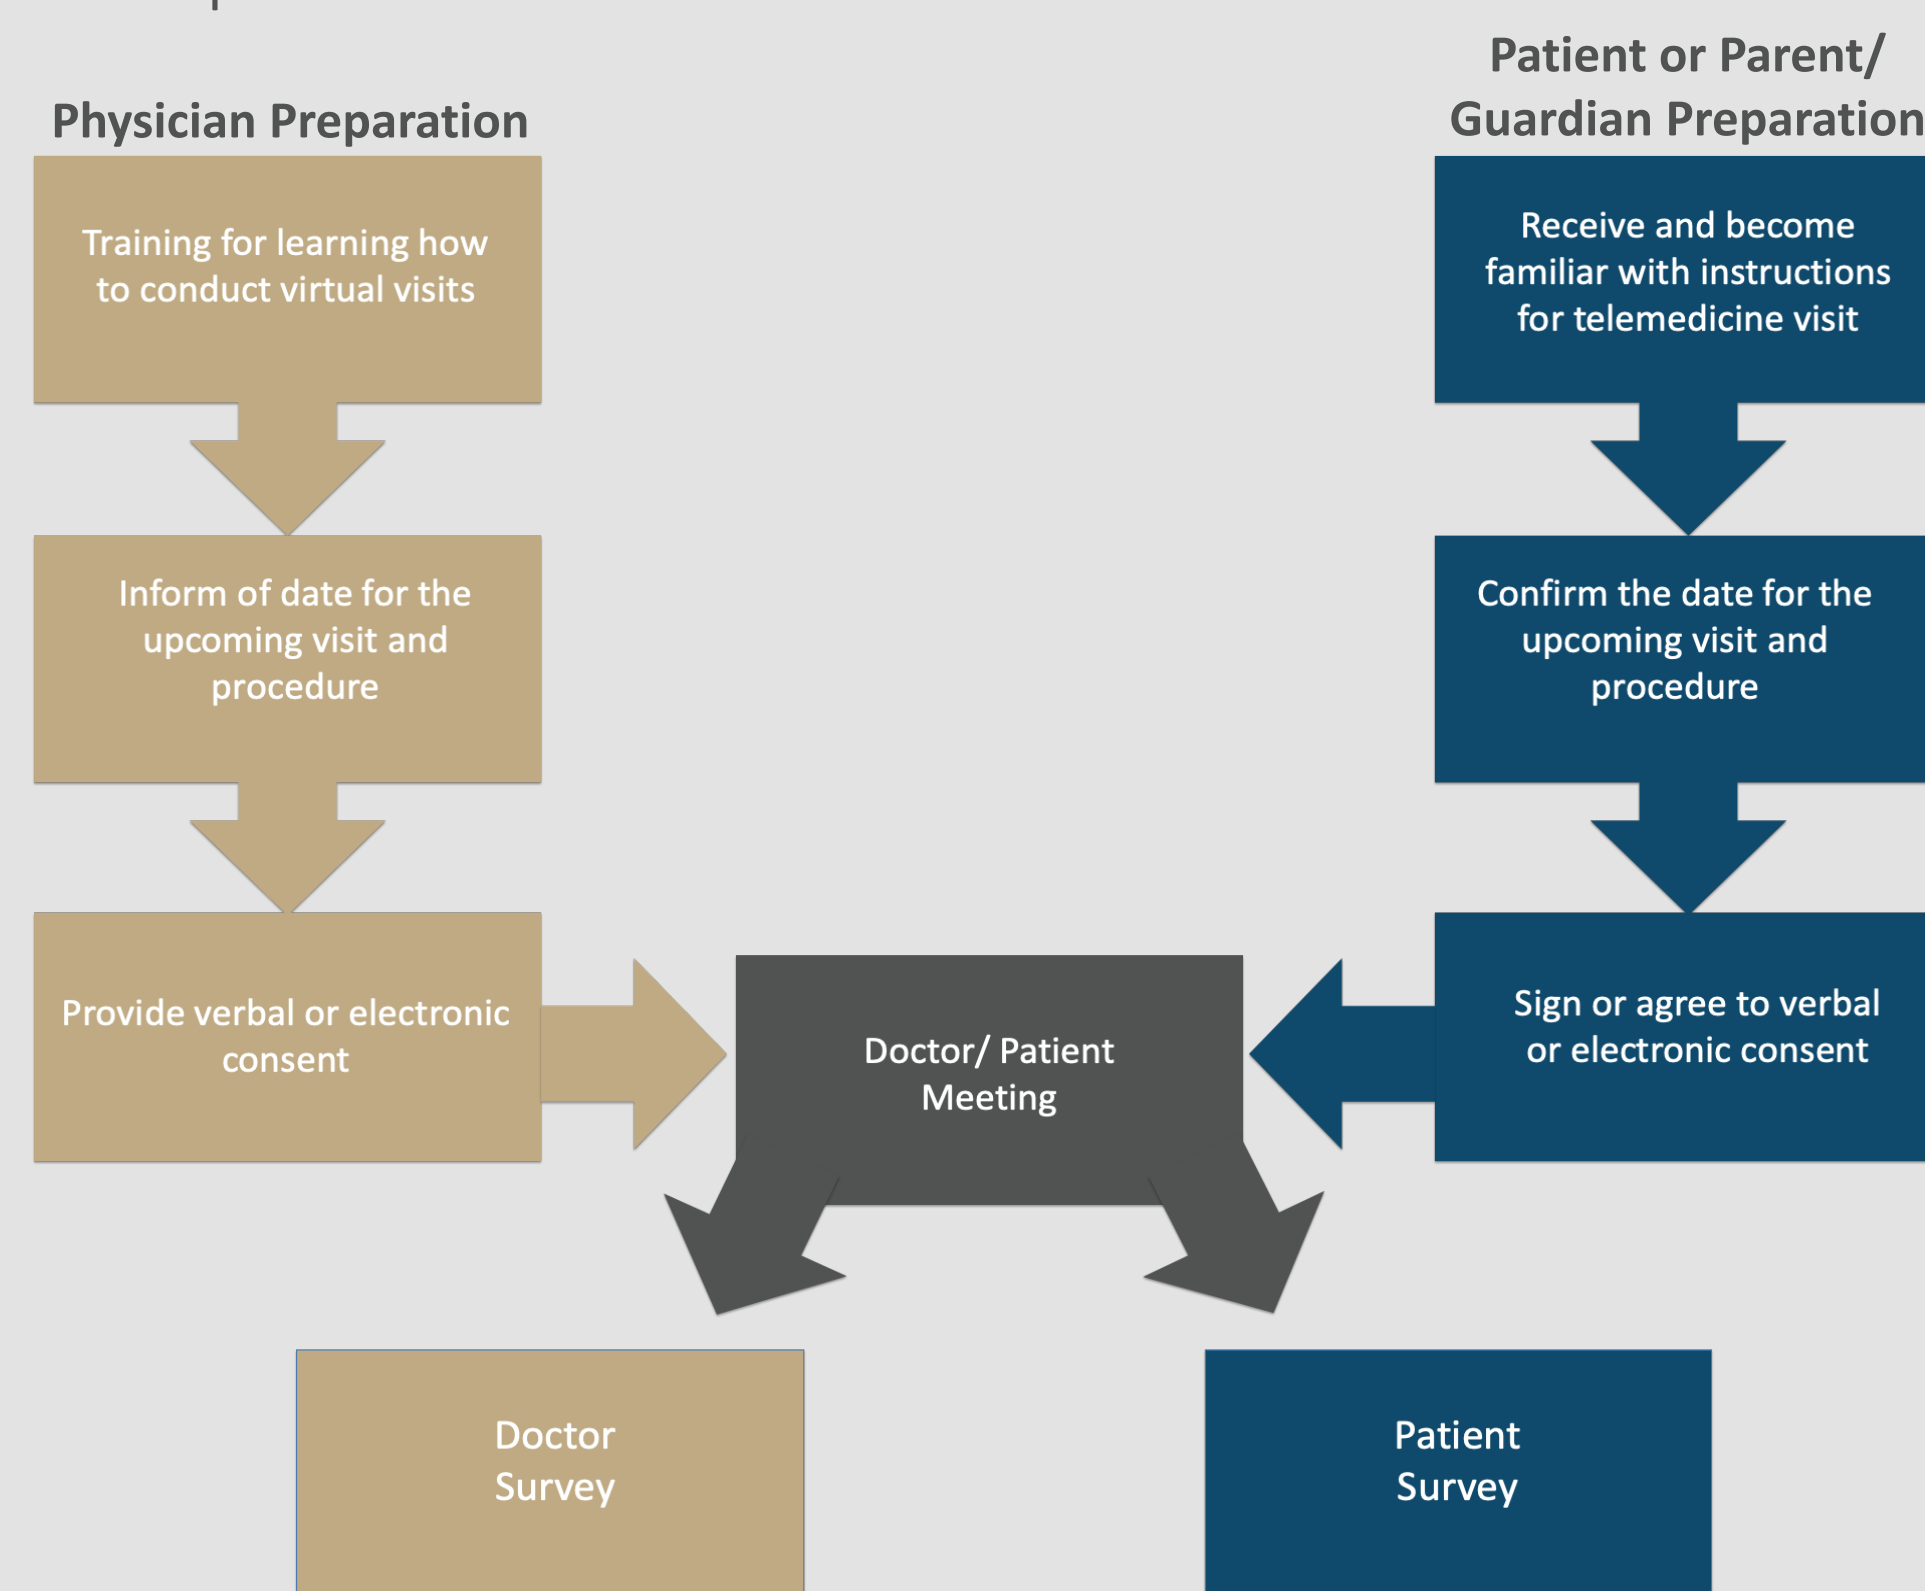 Physician Preparation
Training for learning how
to conduct virtual visits
Inform of date for the
upcoming visit and
procedure
Provide verbal or electronic
consent
Patient or Parent/
Guardian Preparation
Receive and become
familiar with instructions
for telemedicine visit
Confirm the date for the
upcoming visit and
procedure
Sign or agree to verbal
or electronic consent
Doctor/ Patient
Meeting
Doctor
Survey
Patient
Survey